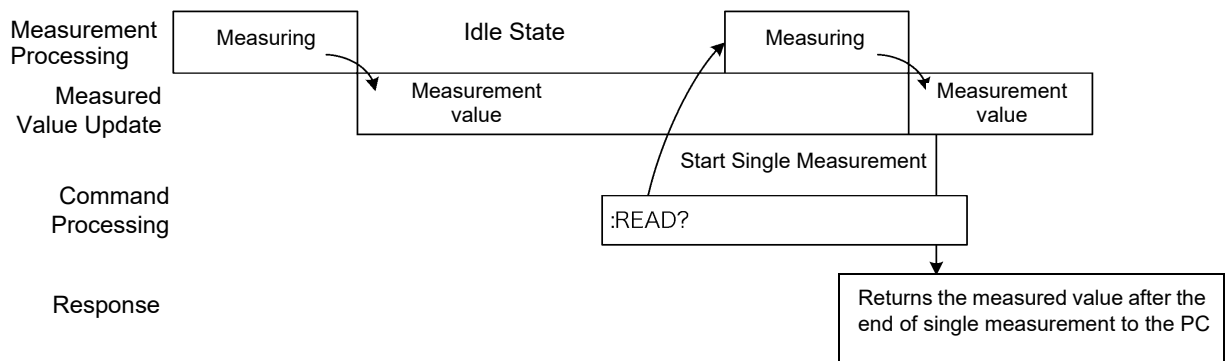 Measurement
Processing
Measuring
Idle State
Measuring
Measured
Value Update
Measurement
value
Measurement
value
Start Single Measurement
Command
Processing
:READ?
Response
Returns the measured value after the
end of single measurement to the PC